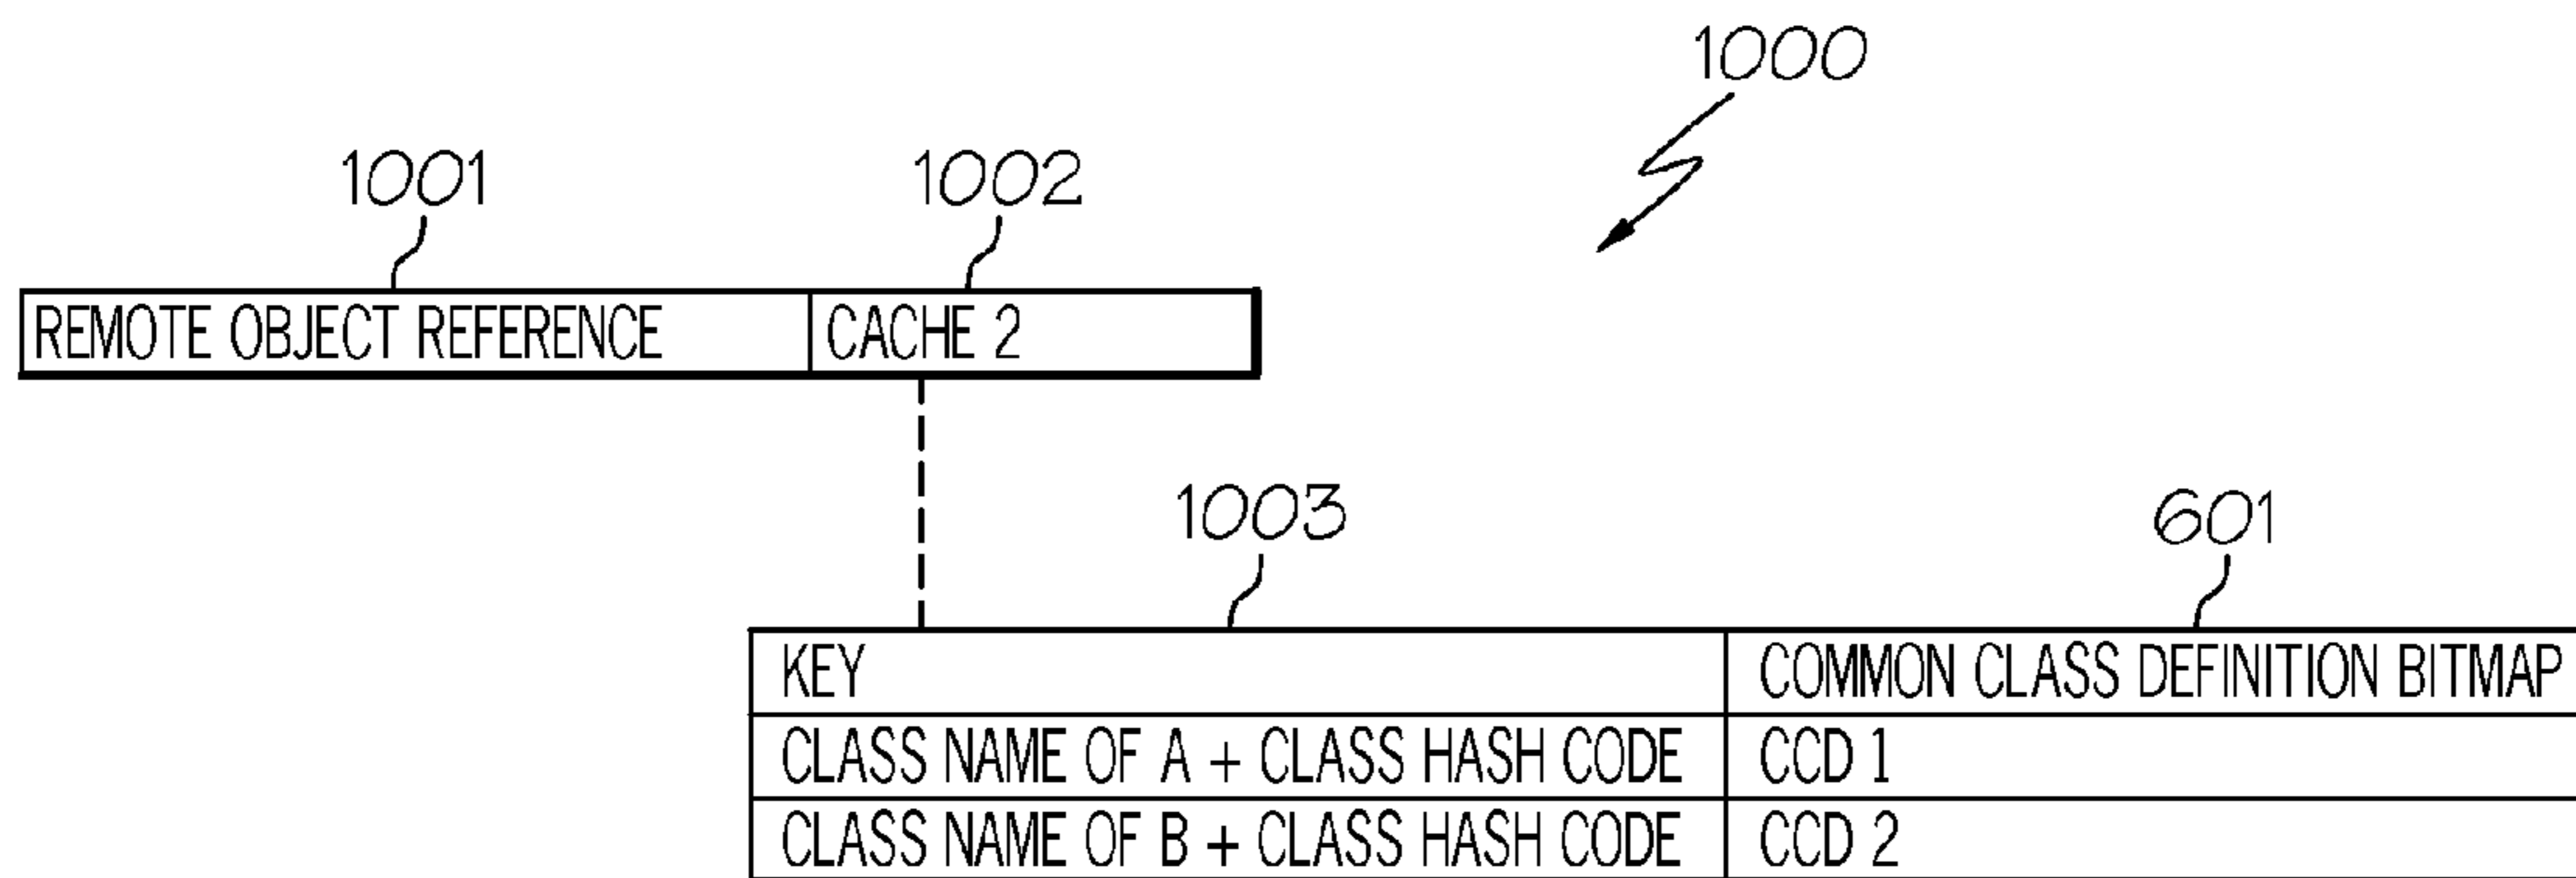 1000
1001 1002
REMOTE OBJECT REFERENCE CACHE 2
1003 601
KEY COMMON CLASS DEFINITION BITMAP
CLASS NAME OF A + CLASS HASH CODE CCD 1
CLASS NAME OF B + CLASS HASH CODE CCD 2